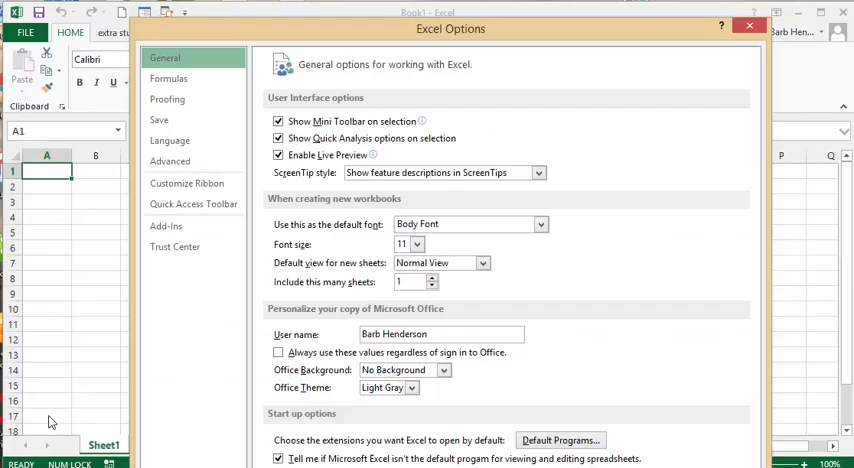 Book1 - Excel
FILE
HOME
extra stu
Barb Hen...
Paste
Calibri
B I U
Clipboard
A1
A B P Q
1
2
3
4
5
6
7
8
9
10
11
12
13
14
15
16
17
18
Sheet1
READY NUM LOCK
100%
Excel Options
?
General
Formulas
Proofing
Save
Language
Advanced
Customize Ribbon
Quick Access Toolbar
Add-Ins
Trust Center
General options for working with Excel.
User Interface options
Show Mini Toolbar on selection
Show Quick Analysis options on selection
Enable Live Preview
ScreenTip style: Show feature descriptions in ScreenTips
When creating new workbooks
Use this as the default font: Body Font
Font size: 11
Default view for new sheets: Normal View
Include this many sheets: 1
Personalize your copy of Microsoft Office
User name: Barb Henderson
Always use these values regardless of sign in to Office.
Office Background: No Background
Office Theme: Light Gray
Start up options
Choose the extensions you want Excel to open by default: Default Programs...
Tell me if Microsoft Excel isn't the default progam for viewing and editing spreadsheets.